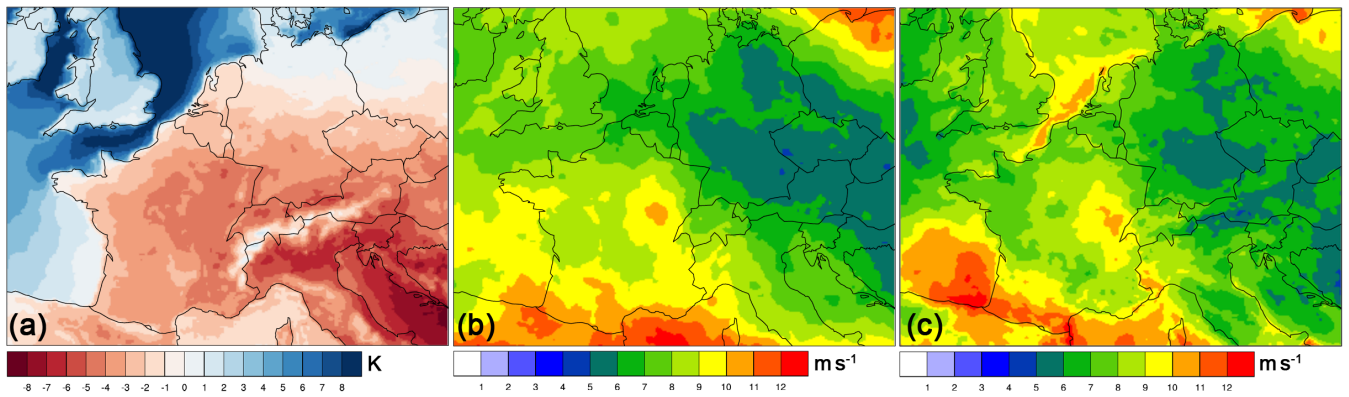 (a)
(b)
(c)
-8 -7 -6 -5 -4 -3 -2 -1 0 1 2 3 4 5 6 7 8 K
1 2 3 4 5 6 7 8 9 10 11 12 m s⁻¹
1 2 3 4 5 6 7 8 9 10 11 12 m s⁻¹